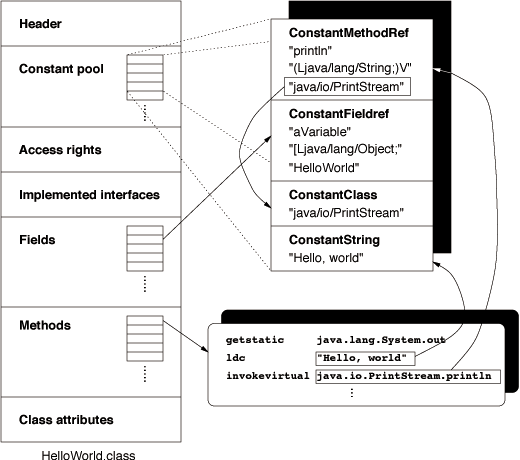 Header
Constant pool
Access rights
Implemented interfaces
Fields
Methods
Class attributes
HelloWorld.class
ConstantMethodRef
"println"
"(Ljava/lang/String;)V"
"java/io/PrintStream"
ConstantFieldref
"aVariable"
"[Ljava/lang/Object;"
"HelloWorld"
ConstantClass
"java/io/PrintStream"
ConstantString
"Hello, world"
getstatic java.lang.System.out
ldc "Hello, world"
invokevirtual java.io.PrintStream.println